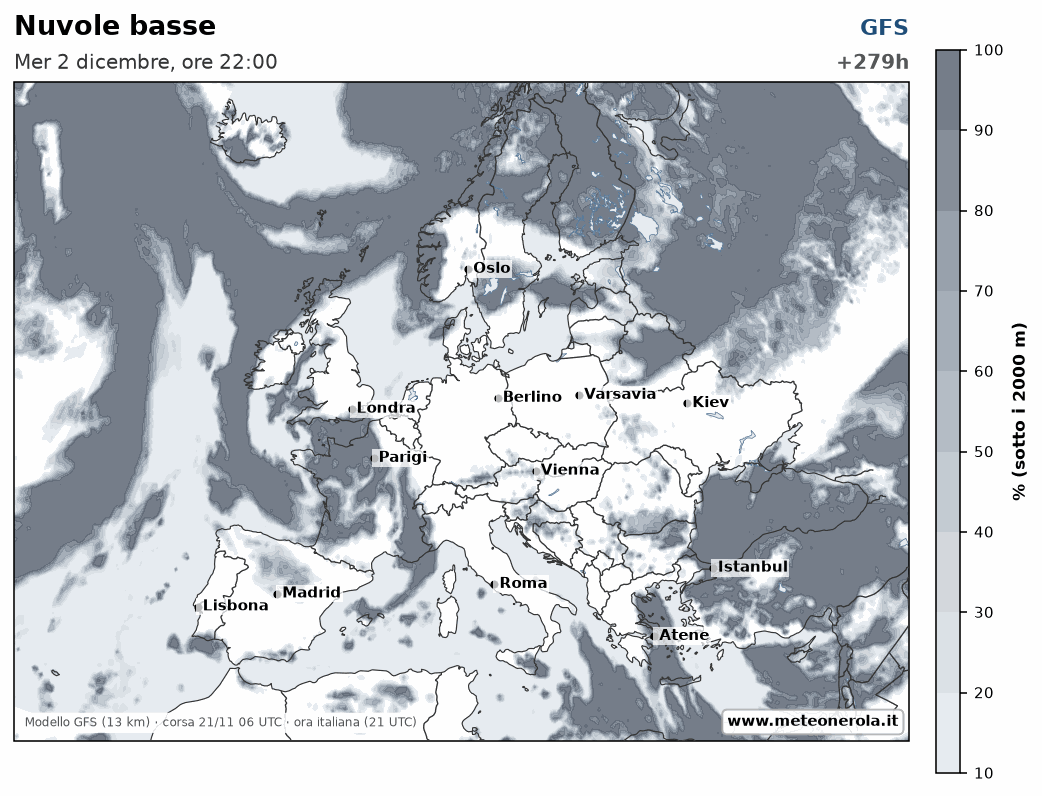 Nuvole basse
GFS
Mer 2 dicembre, ore 22:00
+279h
100
90
80
70
60
50
40
30
20
10
% (sotto i 2000 m)
Oslo
Londra
Berlino
Varsavia
Kiev
Parigi
Vienna
Madrid
Lisbona
Roma
Istanbul
Atene
Modello GFS (13 km) · corsa 21/11 06 UTC · ora italiana (21 UTC)
www.meteonerola.it